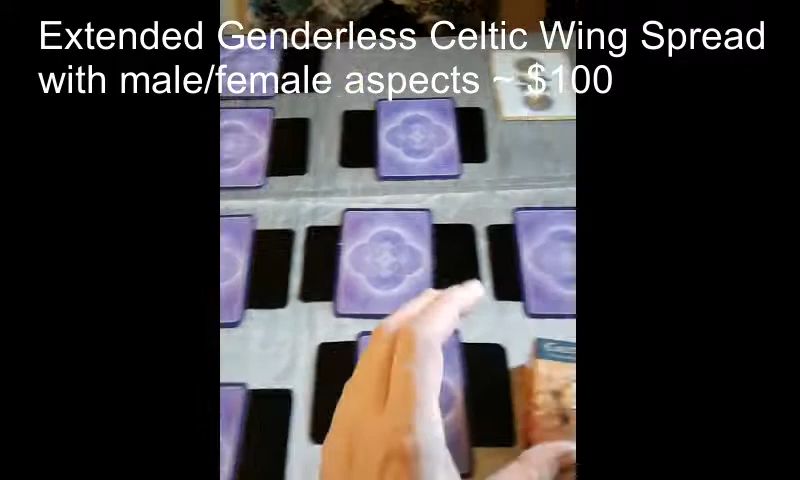 Extended Genderless Celtic Wing Spread
with male/female aspects ~ $100